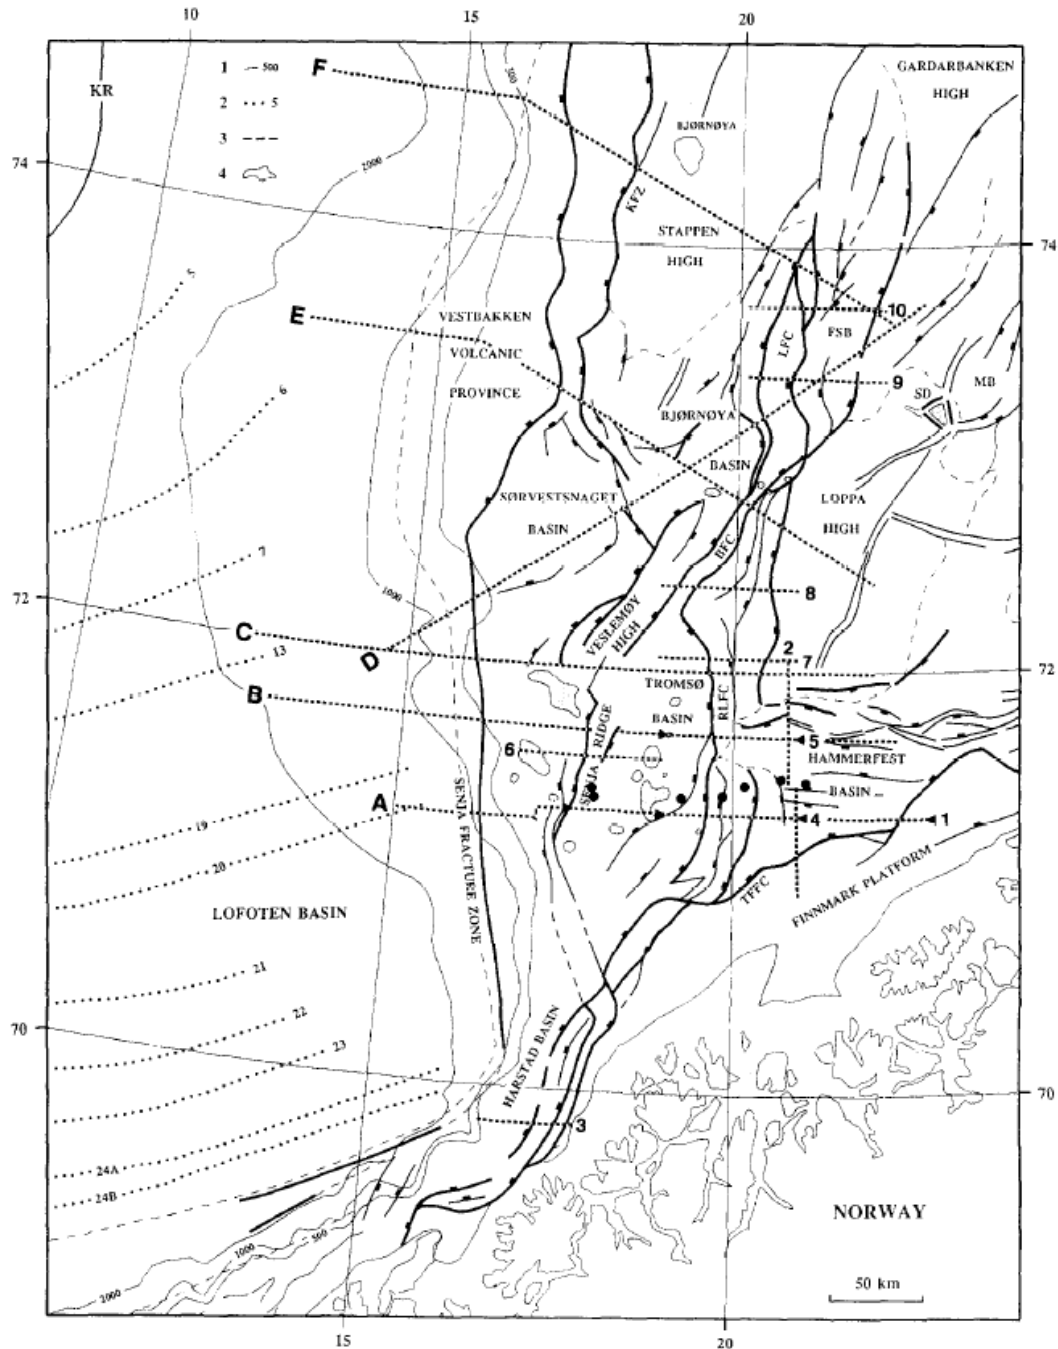 10
15
20
1
500
2
5
3
4
KR
F
500
BJØRNØYA
GARDARBANKEN
HIGH
74
2000
KFZ
STAPPEN
HIGH
74
5
E
VESTBAKKEN
VOLCANIC
PROVINCE
LFC
FSB
10
9
SD
MB
6
BJØRNØYA
BASIN
SØRVESTSNAGET
BASIN
LOPPA
HIGH
7
BFC
72
1000
8
C
D
VESLEMØY
HIGH
2
7
72
13
B
TROMSØ
BASIN
RLFC
5
6
SENJA RIDGE
HAMMERFEST
BASIN
SENJA FRACTURE ZONE
A
4
1
19
20
LOFOTEN BASIN
TFFC
FINNMARK PLATFORM
21
22
23
70
HARSTAD BASIN
70
3
24A
24B
NORWAY
1000
500
2000
50 km
15
20